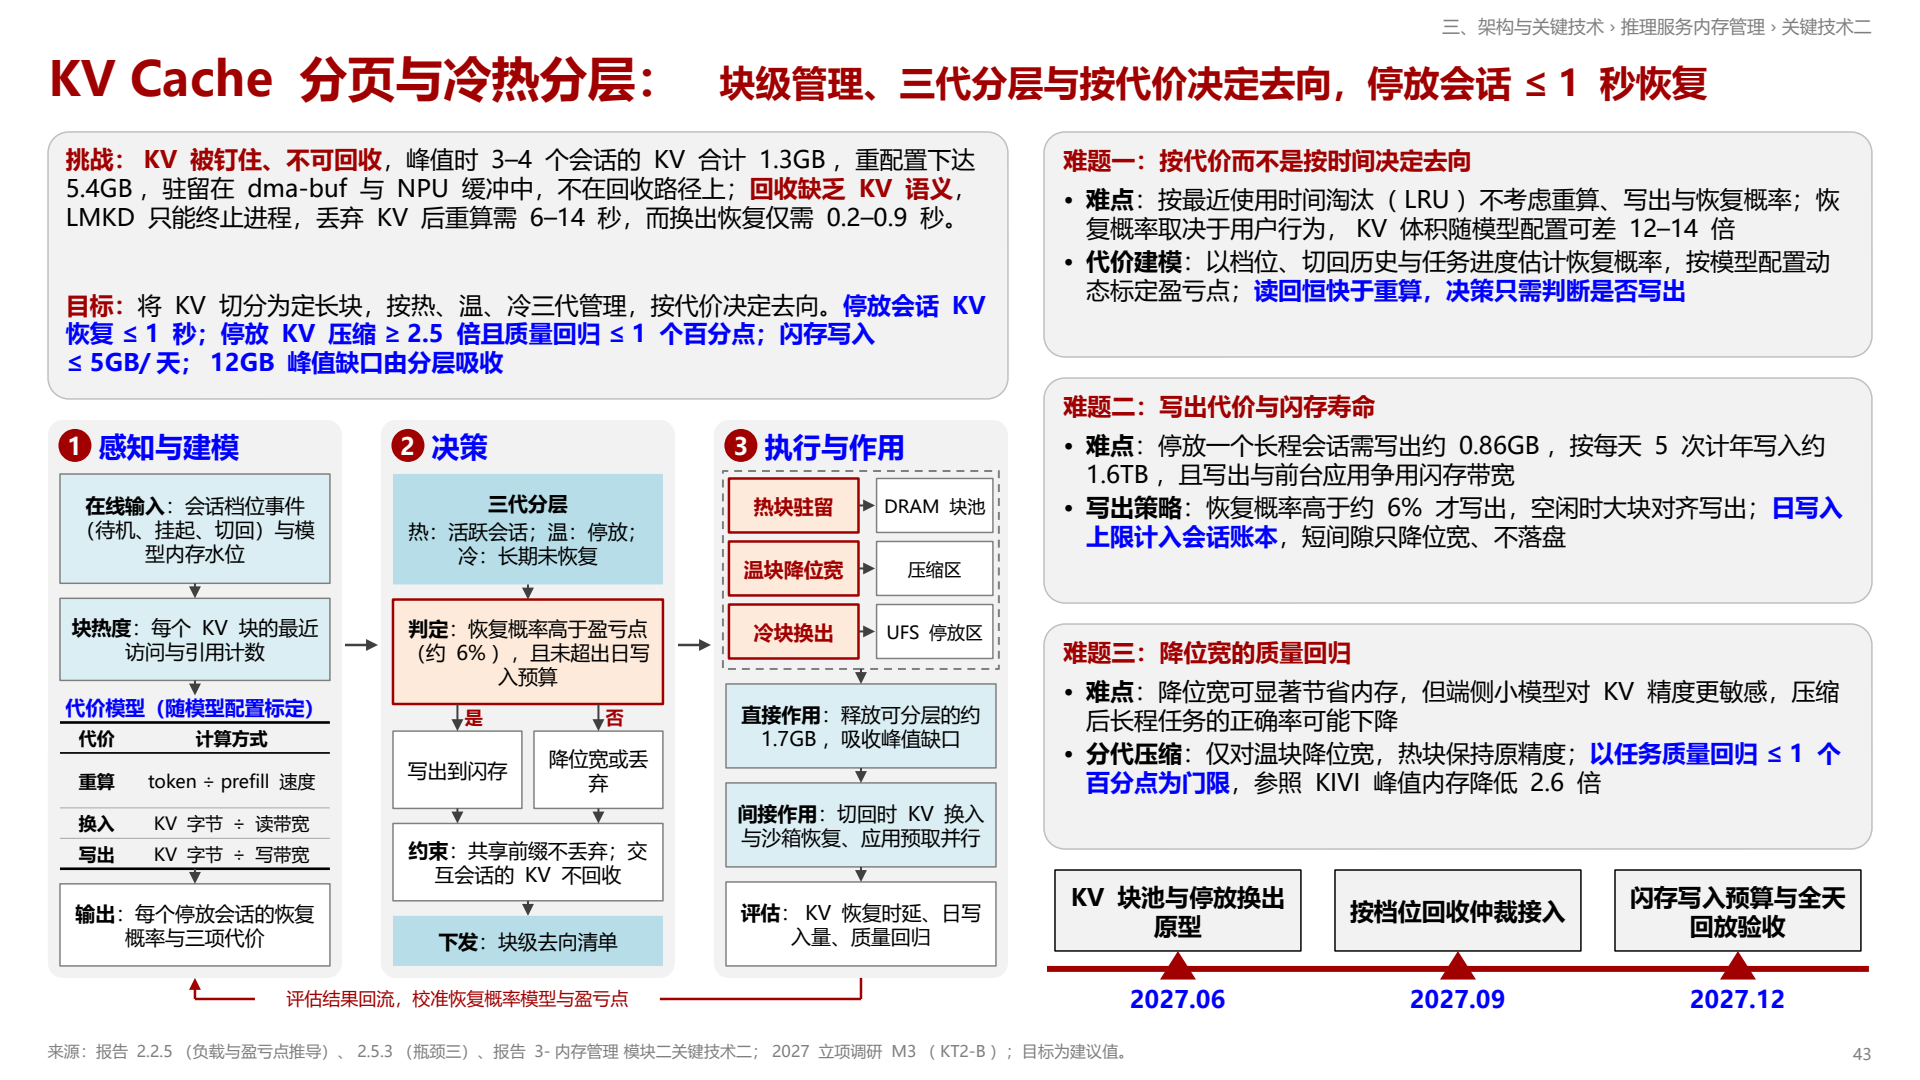 三、架构与关键技术 › 推理服务内存管理 › 关键技术二
KV Cache 分页与冷热分层： 块级管理、三代分层与按代价决定去向，停放会话 ≤ 1 秒恢复
挑战： KV 被钉住、不可回收，峰值时 3–4 个会话的 KV 合计 1.3GB ，重配置下达
5.4GB ，驻留在 dma-buf 与 NPU 缓冲中，不在回收路径上；回收缺乏 KV 语义，
LMKD 只能终止进程，丢弃 KV 后重算需 6–14 秒，而换出恢复仅需 0.2–0.9 秒。
目标：将 KV 切分为定长块，按热、温、冷三代管理，按代价决定去向。停放会话 KV
恢复 ≤ 1 秒；停放 KV 压缩 ≥ 2.5 倍且质量回归 ≤ 1 个百分点；闪存写入
≤ 5GB/ 天； 12GB 峰值缺口由分层吸收
1 感知与建模
在线输入：会话档位事件
（待机、挂起、切回）与模
型内存水位
块热度：每个 KV 块的最近
访问与引用计数
代价模型（随模型配置标定）
代价 计算方式
重算 token ÷ prefill 速度
换入 KV 字节 ÷ 读带宽
写出 KV 字节 ÷ 写带宽
输出：每个停放会话的恢复
概率与三项代价
2 决策
三代分层
热：活跃会话；温：停放；
冷：长期未恢复
判定：恢复概率高于盈亏点
（约 6% ），且未超出日写
入预算
是 否
写出到闪存
降位宽或丢
弃
约束：共享前缀不丢弃；交
互会话的 KV 不回收
下发：块级去向清单
3 执行与作用
热块驻留 DRAM 块池
温块降位宽 压缩区
冷块换出 UFS 停放区
直接作用：释放可分层的约
1.7GB ，吸收峰值缺口
间接作用：切回时 KV 换入
与沙箱恢复、应用预取并行
评估： KV 恢复时延、日写
入量、质量回归
评估结果回流，校准恢复概率模型与盈亏点
难题一：按代价而不是按时间决定去向
• 难点：按最近使用时间淘汰 （ LRU ） 不考虑重算、写出与恢复概率；恢
复概率取决于用户行为， KV 体积随模型配置可差 12–14 倍
• 代价建模：以档位、切回历史与任务进度估计恢复概率，按模型配置动
态标定盈亏点；读回恒快于重算，决策只需判断是否写出
难题二：写出代价与闪存寿命
• 难点：停放一个长程会话需写出约 0.86GB ，按每天 5 次计年写入约
1.6TB ，且写出与前台应用争用闪存带宽
• 写出策略：恢复概率高于约 6% 才写出，空闲时大块对齐写出；日写入
上限计入会话账本，短间隙只降位宽、不落盘
难题三：降位宽的质量回归
• 难点：降位宽可显著节省内存，但端侧小模型对 KV 精度更敏感，压缩
后长程任务的正确率可能下降
• 分代压缩：仅对温块降位宽，热块保持原精度；以任务质量回归 ≤ 1 个
百分点为门限，参照 KIVI 峰值内存降低 2.6 倍
KV 块池与停放换出
原型
按档位回收仲裁接入
闪存写入预算与全天
回放验收
2027.06 2027.09 2027.12
来源：报告 2.2.5 （负载与盈亏点推导）、 2.5.3 （瓶颈三）、报告 3- 内存管理 模块二关键技术二； 2027 立项调研 M3 （ KT2-B ）；目标为建议值。
43